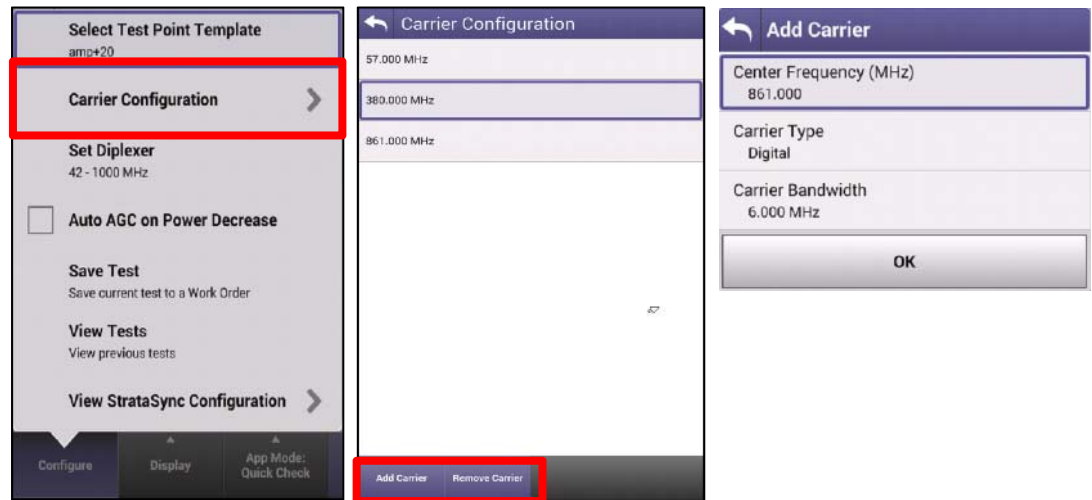 Select Test Point Template
amp+20
Carrier Configuration
Set Diplexer
42 - 1000 MHz
Auto AGC on Power Decrease
Save Test
Save current test to a Work Order
View Tests
View previous tests
View StrataSync Configuration
Configure
Display
App Mode:
Quick Check
Carrier Configuration
57.000 MHz
380.000 MHz
861.000 MHz
Add Carrier
Remove Carrier
Add Carrier
Center Frequency (MHz)
861.000
Carrier Type
Digital
Carrier Bandwidth
6.000 MHz
OK